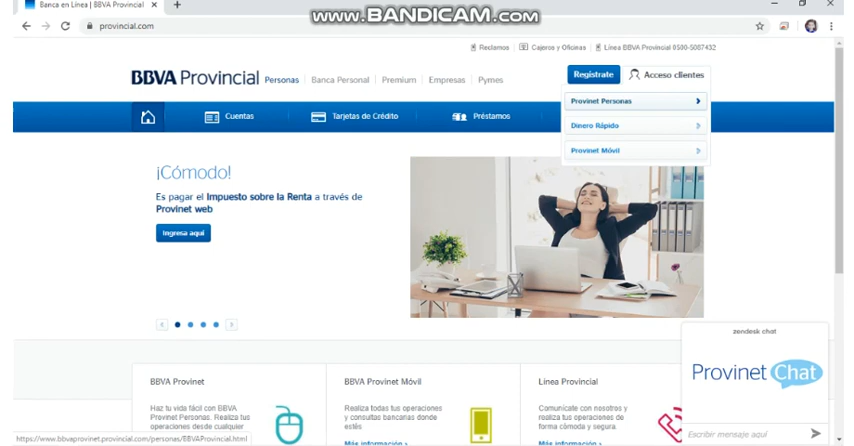 Banca en Línea | BBVA Provincial
www.BANDICAM.com
provincial.com
Reclamos
Cajeros y Oficinas
Línea BBVA Provincial 0500-5087432
BBVA Provincial
Personas
Banca Personal
Premium
Empresas
Pymes
Regístrate
Acceso clientes
Provinet Personas
Dinero Rápido
Provinet Móvil
Cuentas
Tarjetas de Crédito
Préstamos
¡Cómodo!
Es pagar el Impuesto sobre la Renta a través de
Provinet web
Ingresa aquí
zendesk chat
Provinet Chat
Escribir mensaje aquí
BBVA Provinet
Haz tu vida fácil con BBVA
Provinet Personas. Realiza tus
operaciones desde cualquier
BBVA Provinet Móvil
Realiza todas tus operaciones
y consultas bancarias donde
estés.
Más información
Línea Provincial
Comunícate con nosotros y
realiza tus operaciones de
forma cómoda y segura.
Más información
https://www.bbvaprovinet.provincial.com/personas/BBVAProvincial.html